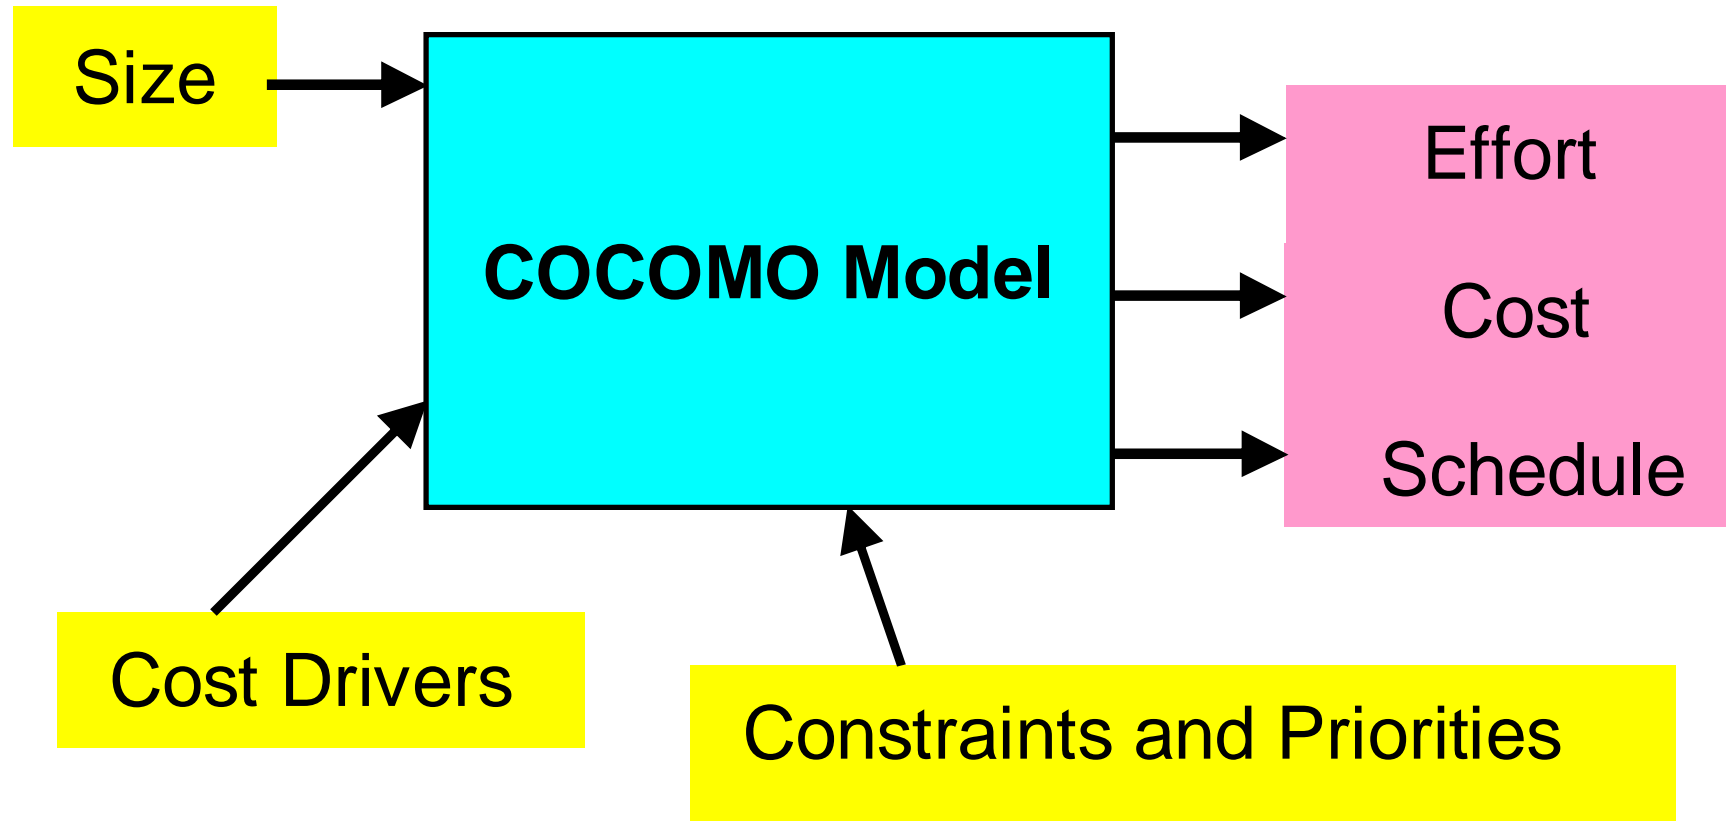 Size
COCOMO Model
Effort
Cost
Schedule
Cost Drivers
Constraints and Priorities